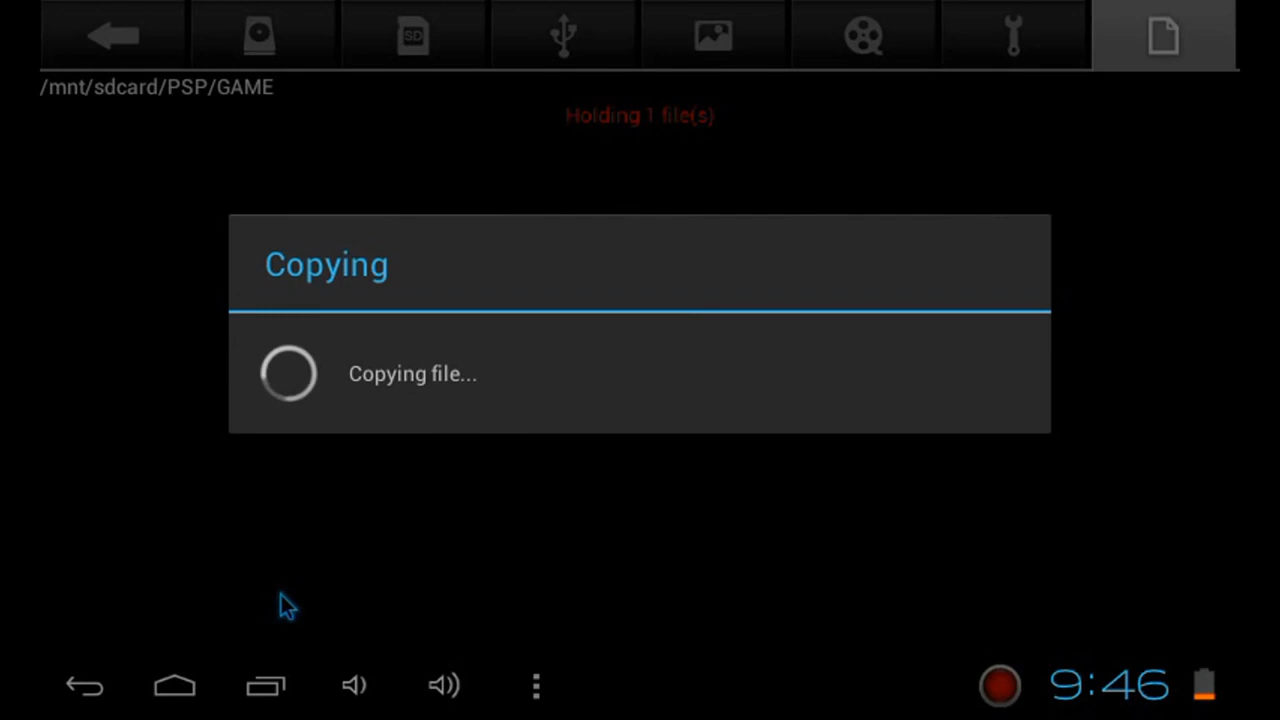 SD
/mnt/sdcard/PSP/GAME
Holding 1 file(s)
Copying
Copying file...
9:46